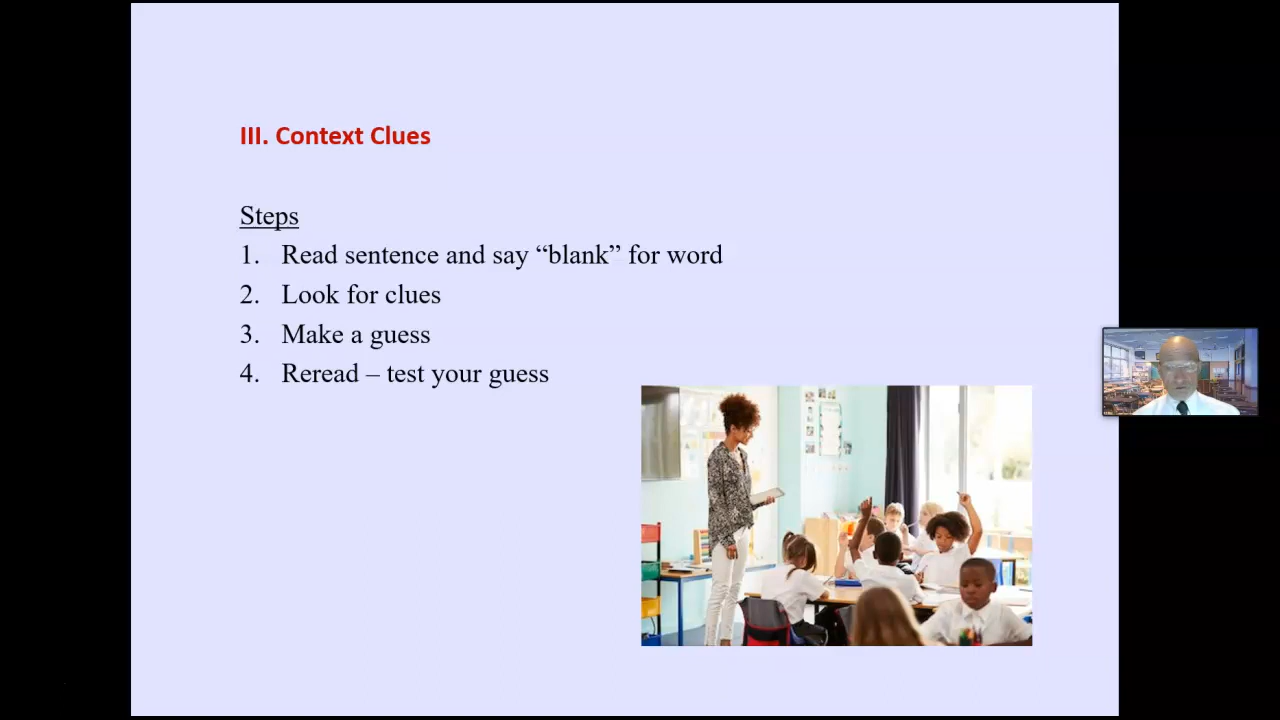 III. Context Clues
Steps
1. Read sentence and say “blank” for word
2. Look for clues
3. Make a guess
4. Reread – test your guess